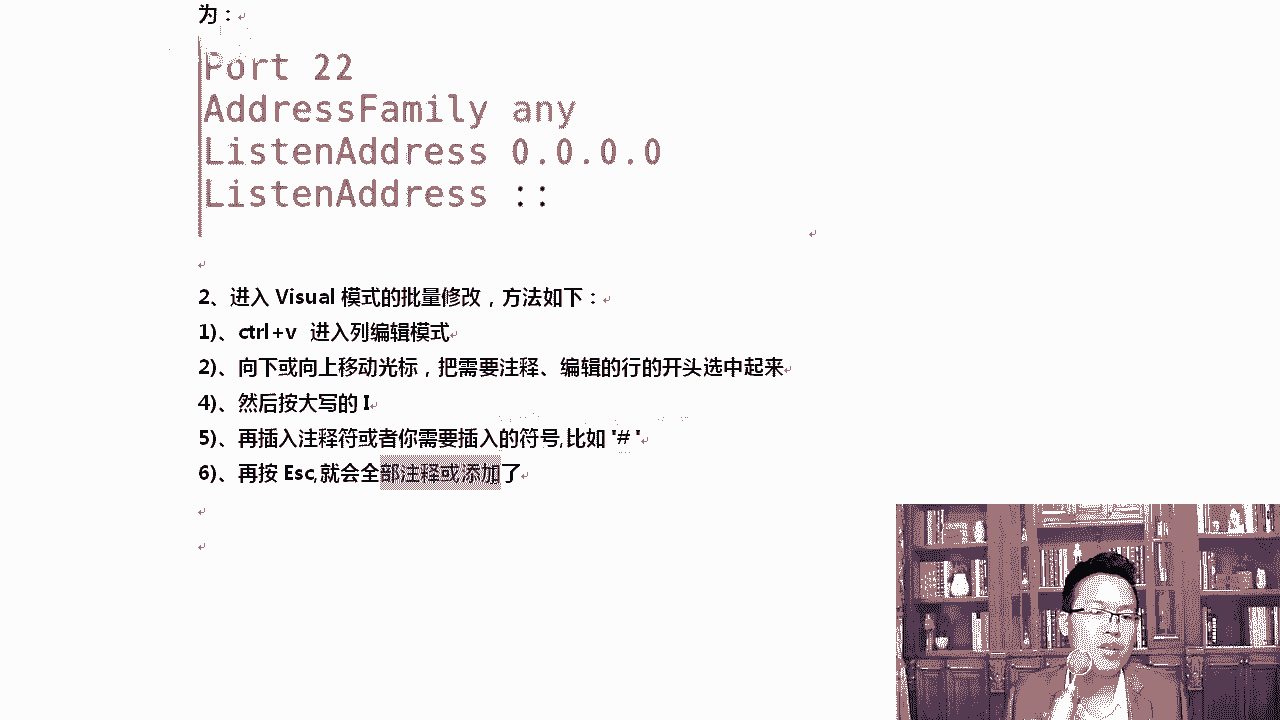 为：
Port 22
AddressFamily any
ListenAddress 0.0.0.0
ListenAddress ::
2、进入 Visual 模式的批量修改，方法如下：
1)、ctrl+v 进入列编辑模式
2)、向下或向上移动光标，把需要注释、编辑的行的开头选中起来
4)、然后按大写的 I
5)、再插入注释符或者你需要插入的符号,比如 '# '
6)、再按 Esc,就会全部注释或添加了